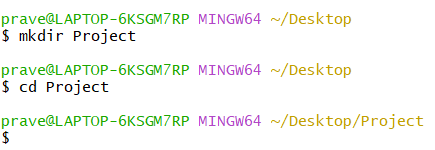 prave@LAPTOP-6KSGM7RP MINGW64 ~/Desktop
$ mkdir Project
prave@LAPTOP-6KSGM7RP MINGW64 ~/Desktop
$ cd Project
prave@LAPTOP-6KSGM7RP MINGW64 ~/Desktop/Project
$